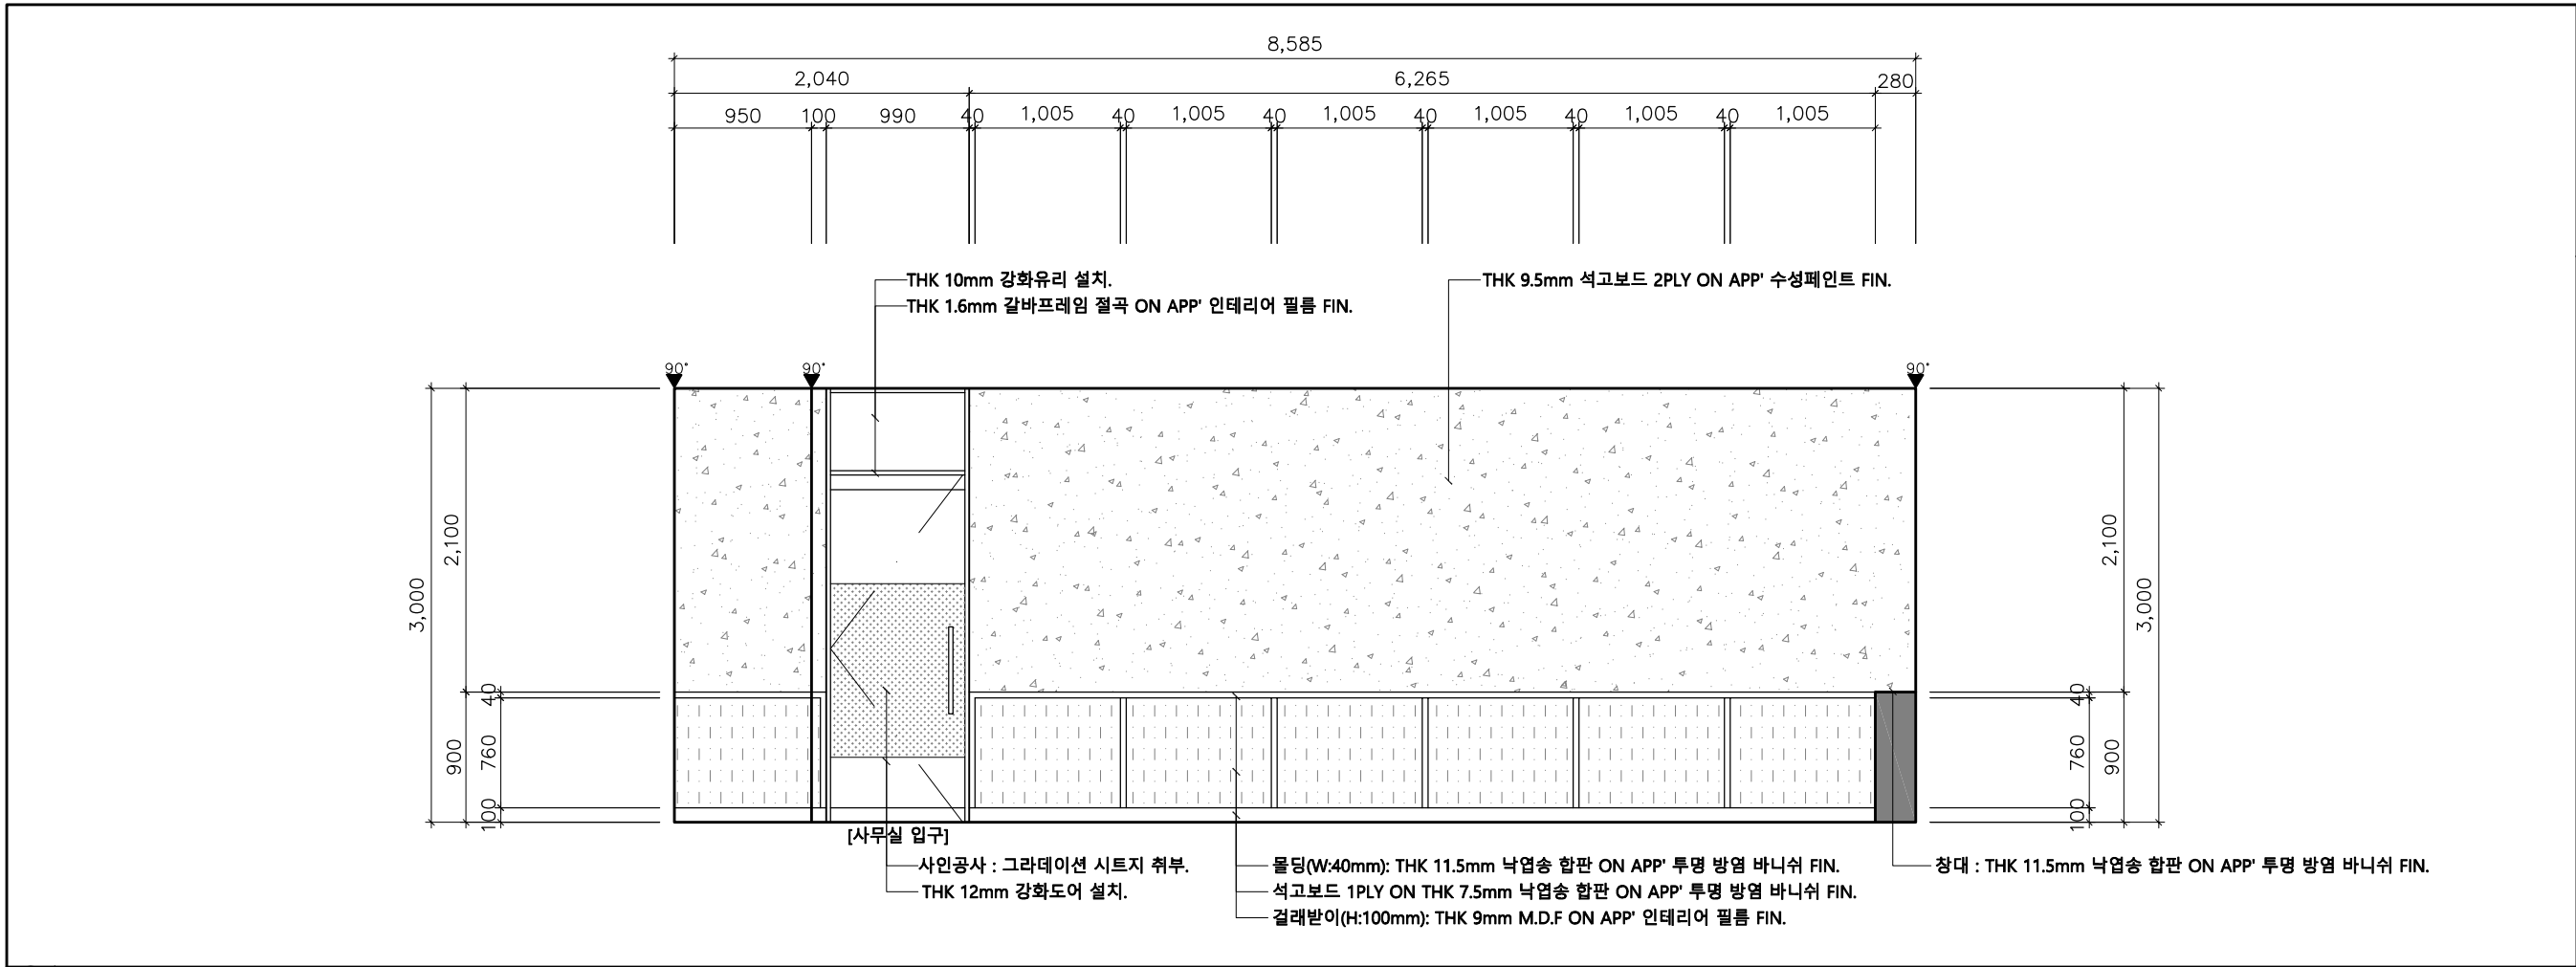 8,585
2,040 6,265 280
950 100 990 40 1,005 40 1,005 40 1,005 40 1,005 40 1,005 40 1,005
THK 10mm 강화유리 설치.
THK 1.6mm 갈바프레임 절곡 ON APP' 인테리어 필름 FIN.
THK 9.5mm 석고보드 2PLY ON APP' 수성페인트 FIN.
90° 90° 90°
3,000
2,100
900
40
760
100
2,100
3,000
40
760
900
100
[사무실 입구]
사인공사 : 그라데이션 시트지 취부.
THK 12mm 강화도어 설치.
몰딩(W:40mm): THK 11.5mm 낙엽송 합판 ON APP' 투명 방염 바니쉬 FIN.
석고보드 1PLY ON THK 7.5mm 낙엽송 합판 ON APP' 투명 방염 바니쉬 FIN.
걸래받이(H:100mm): THK 9mm M.D.F ON APP' 인테리어 필름 FIN.
창대 : THK 11.5mm 낙엽송 합판 ON APP' 투명 방염 바니쉬 FIN.